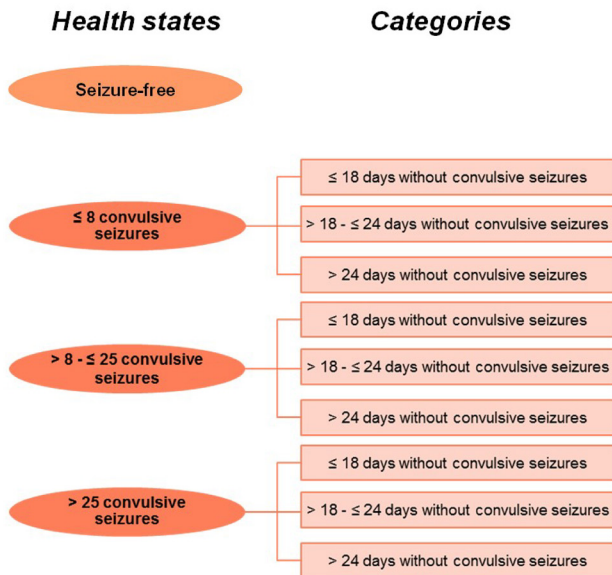 Health states
Categories
Seizure-free
≤ 8 convulsive
seizures
≤ 18 days without convulsive seizures
> 18 - ≤ 24 days without convulsive seizures
> 24 days without convulsive seizures
> 8 - ≤ 25 convulsive
seizures
≤ 18 days without convulsive seizures
> 18 - ≤ 24 days without convulsive seizures
> 24 days without convulsive seizures
> 25 convulsive
seizures
≤ 18 days without convulsive seizures
> 18 - ≤ 24 days without convulsive seizures
> 24 days without convulsive seizures